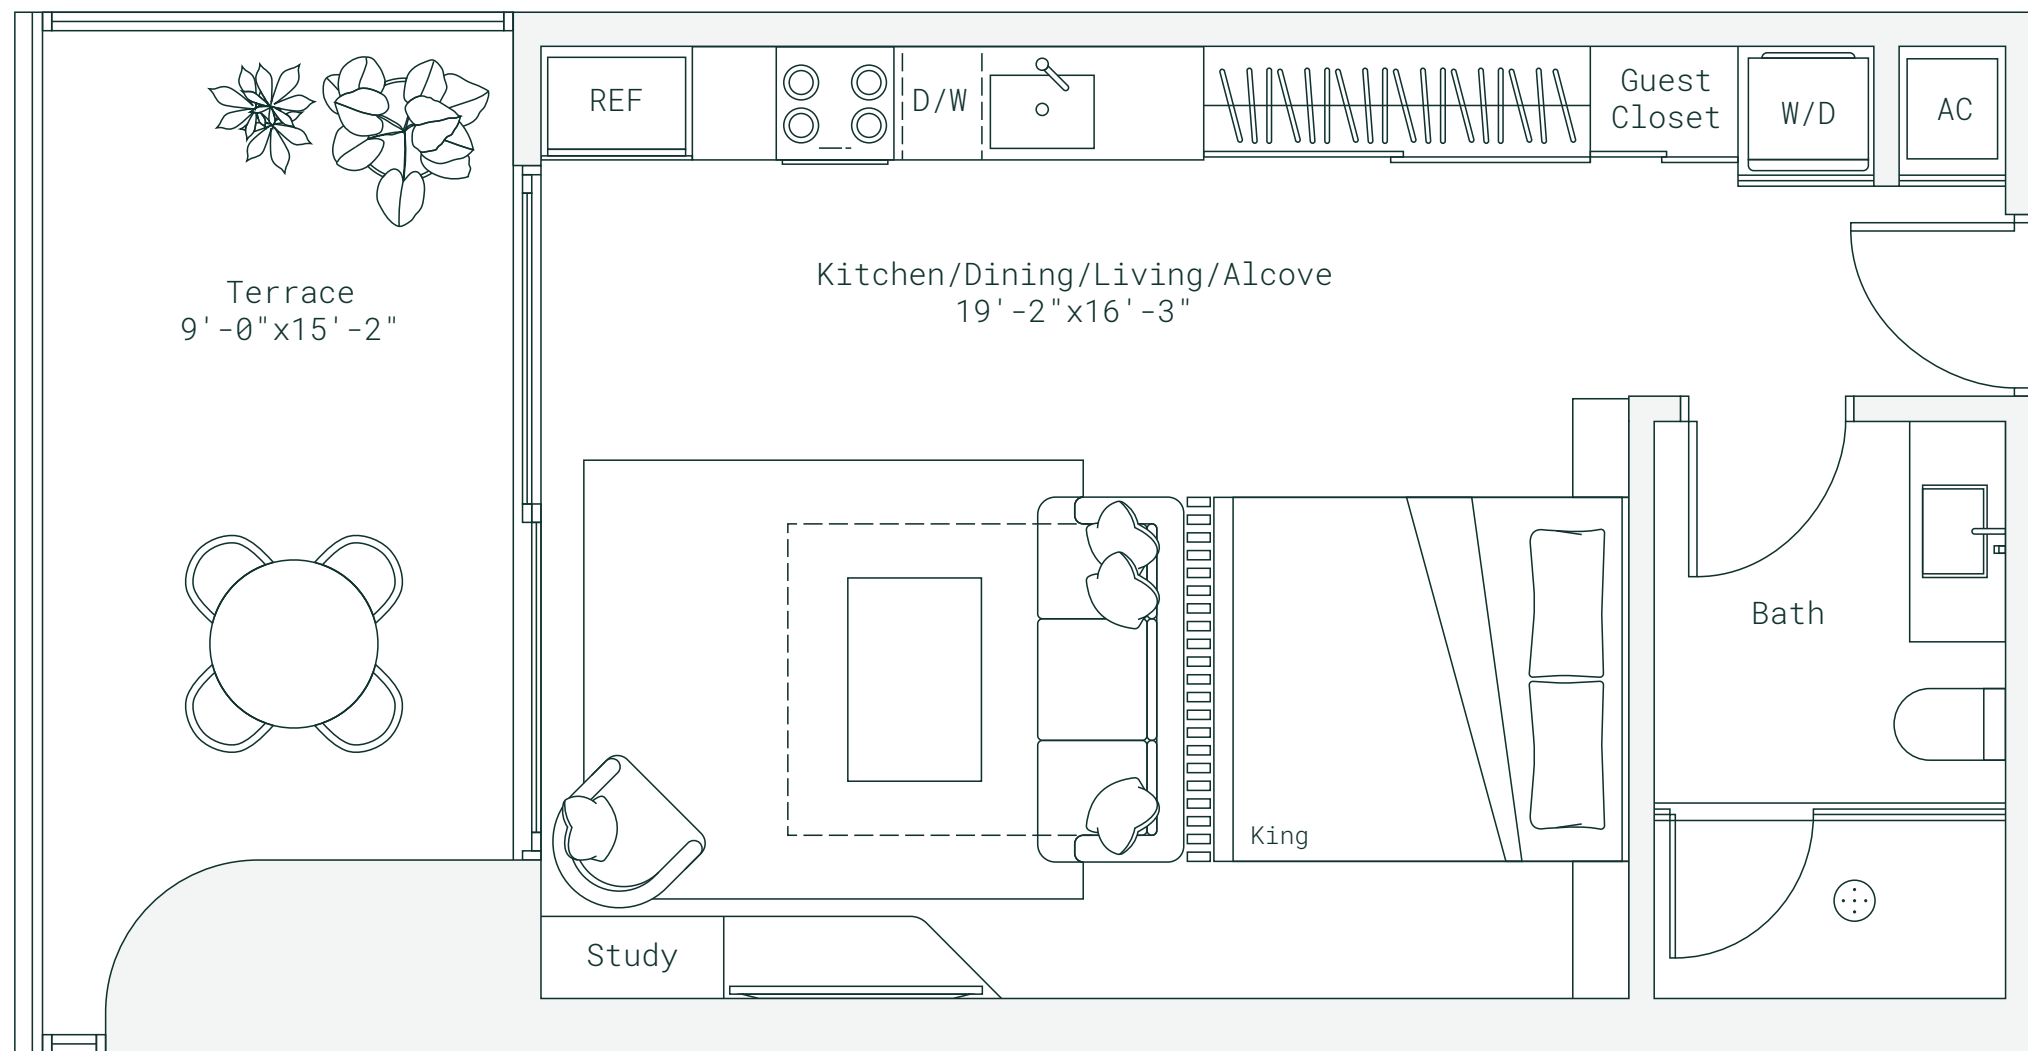 REF
D/W
Guest
Closet
W/D
AC
Kitchen/Dining/Living/Alcove
19'-2"x16'-3"
Terrace
9'-0"x15'-2"
Bath
King
Study